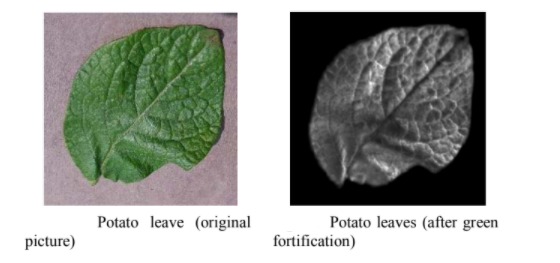 Potato leave (original
picture)
Potato leaves (after green
fortification)